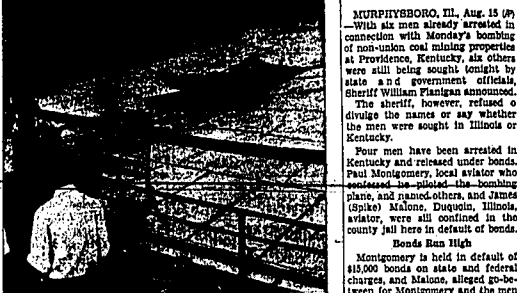 MURPHYSBORO, Ill., Aug. 15 (AP)
—With six men already arrested in
connection with Monday's bombing
of non-union coal mining properties
at Providence, Kentucky, six others
were still being sought tonight by
state and government officials,
Sheriff William Flanigan announced.
The sheriff, however, refused o
divulge the names or say whether
the men were sought in Illinois or
Kentucky.
Four men have been arrested in
Kentucky and released under bonds.
Paul Montgomery, local aviator who
confessed he piloted the bombing
plane, and named others, and James
(Spike) Malone, Duquoin, Illinois,
aviator, were sill confined in the
county jail here in default of bonds.
Bonds Run High
Montgomery is held in default of
$15,000 bonds on state and federal
charges, and Malone, alleged go-be-
tween for Montgomery and the men